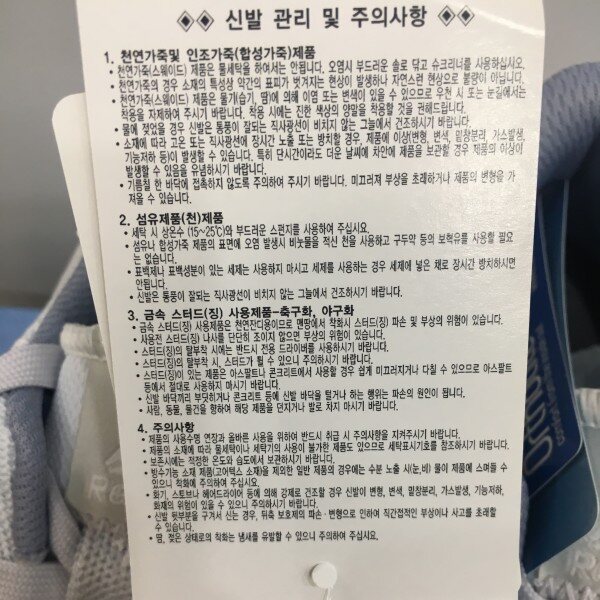 ◈◈ 신발 관리 및 주의사항 ◈◈
1. 천연가죽및 인조가죽(합성가죽)제품
• 천연가죽(스웨이드) 제품은 물세탁을 하여서는 안됩니다. 오염시 부드러운 솔로 닦고 슈크리너를 사용하십시오.
• 천연가죽의 경우 소재의 특성상 약간의 표피가 벗겨지는 현상이 발생하나 자연스런 현상으로 불량이 아닙니다.
• 천연가죽(스웨이드) 제품은 물기(습기, 땀)에 의해 이염 또는 변색이 있을 수 있으므로 우천 시 또는 눈길에서는
착용을 자제하여 주시기 바랍니다. 착용 시에는 진한 색상의 양말을 착용할 것을 권해드립니다.
• 물에 젖었을 경우 신발은 통풍이 잘되는 직사광선이 비치지 않는 그늘에서 건조하시기 바랍니다.
• 소재에 따라 고온 또는 직사광선에 장시간 노출 또는 방치할 경우, 제품에 이상(변형, 변색, 밑창분리, 가스발생,
기능저하 등)이 발생할 수 있습니다. 특히 단시간이라도 더운 날씨에 차안에 제품을 보관할 경우 제품의 이상이
발생할 수 있음을 유념하시기 바랍니다.
• 기름칠 한 바닥에 접촉하지 않도록 주의하여 주시기 바랍니다. 미끄러져 부상을 초래하거나 제품의 변형을 가
져올 수 있습니다.
2. 섬유제품(천)제품
• 세탁 시 상온수 (15~25℃)와 부드러운 스펀지를 사용하여 주십시요.
• 섬유나 합성가죽 제품의 표면에 오염 발생시 비눗물을 적신 천을 사용하고 구두약 등의 보혁유를 사용할 필요
는 없습니다.
• 표백제나 표백성분이 있는 세제는 사용하지 마시고 세제를 사용하는 경우 세제에 넣은 채로 장시간 방치하시면
안됩니다.
• 신발은 통풍이 잘되는 직사광선이 비치지 않는 그늘에서 건조하시기 바랍니다.
3. 금속 스터드(징) 사용제품-축구화, 야구화
• 금속 스터드(징) 사용제품은 천연잔디용이므로 맨땅에서 착화시 스터드(징) 파손 및 부상의 위험이 있습니다.
• 사용전 스터드(징) 나사를 단단히 조이지 않으면 부상의 위험이 있습니다.
• 스터드(징)의 탈부착 시에는 반드시 전용 드라이버를 사용하시기 바랍니다.
• 스터드(징)의 탈부착 시, 스터드가 튈 수 있으니 주의하시기 바랍니다.
• 스터드(징)이 있는 제품은 아스팔트나 콘크리트에서 사용할 경우 쉽게 미끄러지거나 다칠 수 있으므로 아스팔트
등에서 절대로 사용하지 마시기 바랍니다.
• 신발 바닥끼리 부딪히거나 콘크리트 등에 신발 바닥을 털거나 하는 행위는 파손의 원인이 됩니다.
• 사람, 동물, 물건을 향하여 해당 제품을 던지거나 발로 차지 마시기 바랍니다.
4. 주의사항
• 제품의 사용수명 연장과 올바른 사용을 위하여 반드시 취급 시 주의사항을 지켜주시기 바랍니다.
• 제품의 소재에 따라 물세탁이나 세탁기의 사용이 불가한 제품도 있으므로 세탁표시기호를 참조하시기 바랍니다.
• 보존시에는 적정한 온도와 습도에서 보관하시기 바랍니다.
• 방수기능 소재 제품(고어텍스 소재)을 제외한 일반 제품의 경우에는 수분 노출 시(눈,비) 물이 제품에 스며들 수
있으니 착화에 주의하여 주십시요.
• 화기, 스토브나 헤어드라이어 등에 의해 강제로 건조할 경우 신발이 변형, 변색, 밑창분리, 가스발생, 기능저하,
화재의 위험이 있을 수 있으니 주의하시기 바랍니다.
• 신발 뒷부분을 구겨서 신는 경우, 뒤축 보호제의 파손·변형으로 인하여 직간접적인 부상이나 사고를 초래할
수 있습니다.
• 땀, 젖은 상태로의 착화는 냄새를 유발할 수 있으니 주의하여 주십시요.